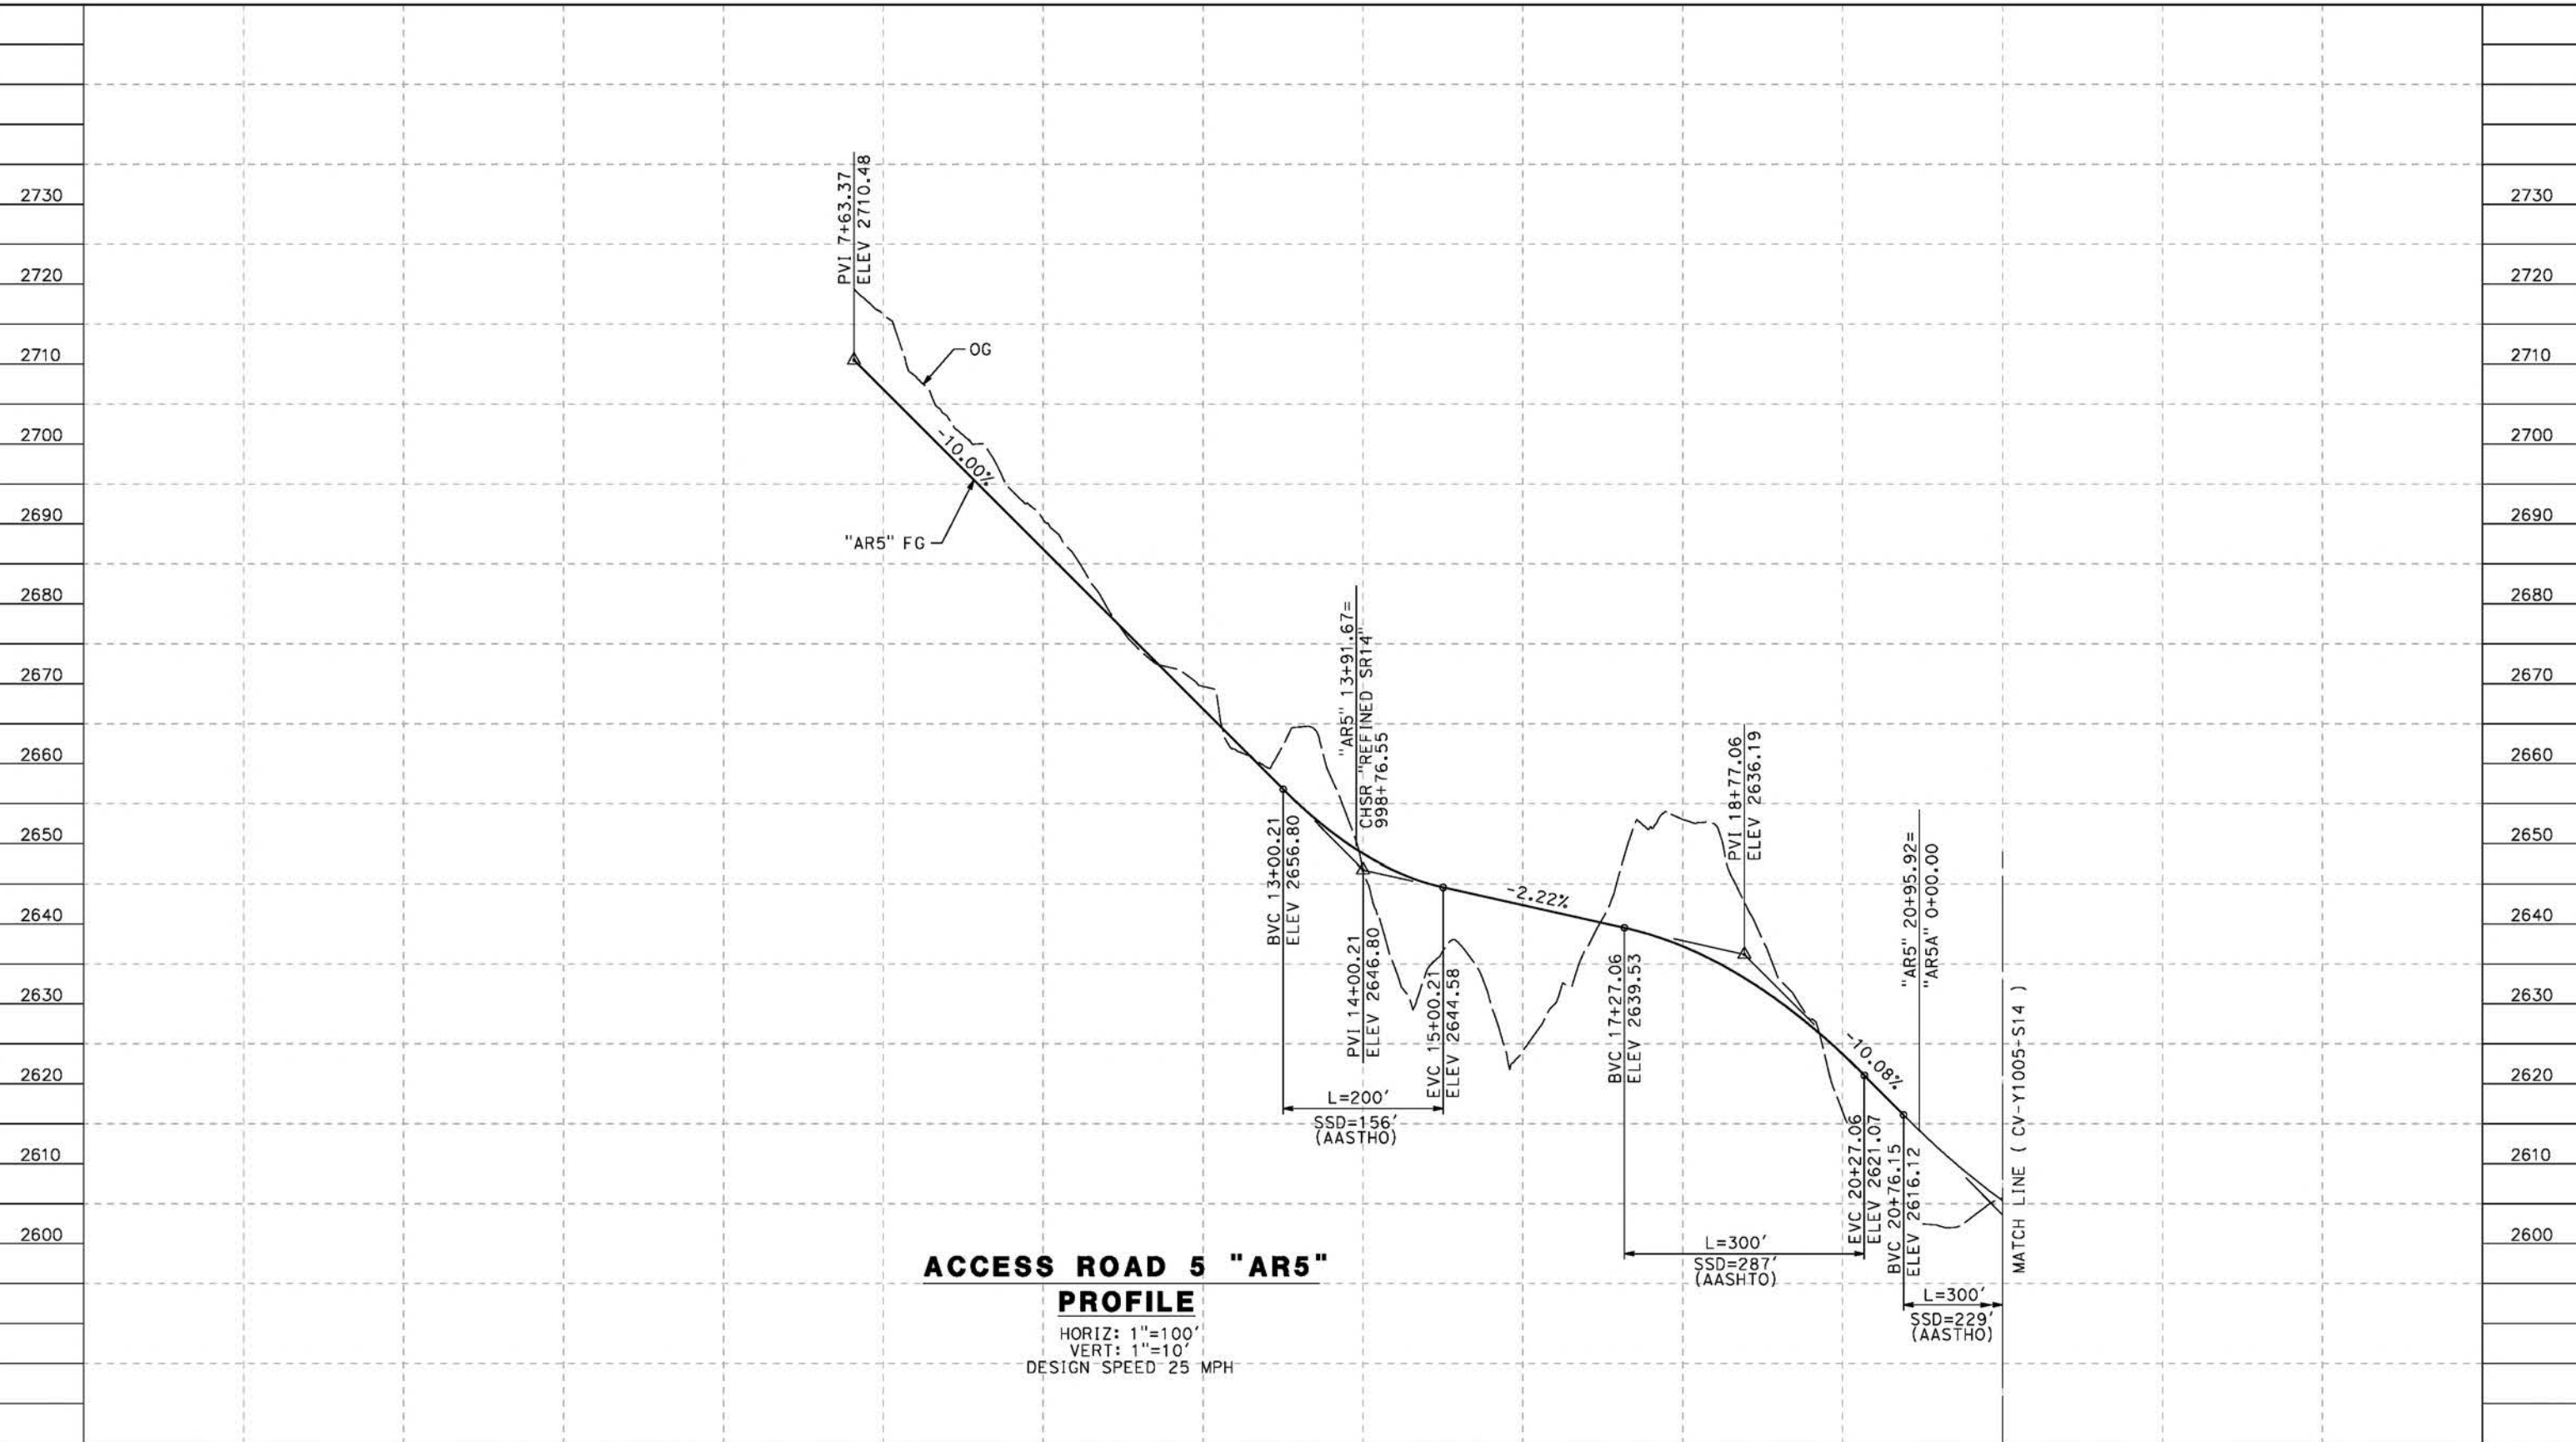 2730
2720
2710
2700
2690
2680
2670
2660
2650
2640
2630
2620
2610
2600
PVI 7+63.37
ELEV 2710.48
OG
-10.00%
"AR5" FG
"AR5" 13+91.67=
CHSR "REFINED SR14"
998+76.55
BVC 13+00.21
ELEV 2656.80
PVI 14+00.21
ELEV 2646.80
EVC 15+00.21
ELEV 2644.58
L=200'
SSD=156'
(AASTHO)
-2.22%
BVC 17+27.06
ELEV 2639.53
PVI 18+77.06
ELEV 2636.19
-10.08%
EVC 20+27.06
ELEV 2621.07
L=300'
SSD=287'
(AASHTO)
BVC 20+76.15
ELEV 2616.12
"AR5" 20+95.92=
"AR5A" 0+00.00
L=300'
SSD=229'
(AASTHO)
MATCH LINE ( CV-Y1005-S14 )
ACCESS ROAD 5 "AR5"
PROFILE
HORIZ: 1"=100'
VERT: 1"=10'
DESIGN SPEED 25 MPH
2730
2720
2710
2700
2690
2680
2670
2660
2650
2640
2630
2620
2610
2600